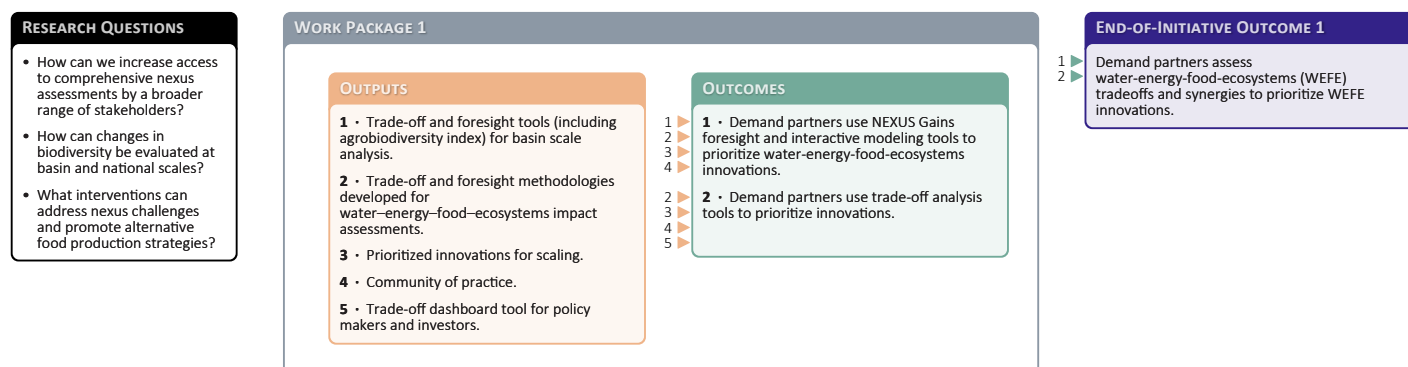 RESEARCH QUESTIONS
• How can we increase access
to comprehensive nexus
assessments by a broader
range of stakeholders?
• How can changes in
biodiversity be evaluated at
basin and national scales?
• What interventions can
address nexus challenges
and promote alternative
food production strategies?
WORK PACKAGE 1
OUTPUTS
1 · Trade-off and foresight tools (including
agrobiodiversity index) for basin scale
analysis.
2 · Trade-off and foresight methodologies
developed for
water–energy–food–ecosystems impact
assessments.
3 · Prioritized innovations for scaling.
4 · Community of practice.
5 · Trade-off dashboard tool for policy
makers and investors.
OUTCOMES
1
2
3
4
1 · Demand partners use NEXUS Gains
foresight and interactive modeling tools to
prioritize water-energy-food-ecosystems
innovations.
2
3
4
5
2 · Demand partners use trade-off analysis
tools to prioritize innovations.
END-OF-INITIATIVE OUTCOME 1
1
2
Demand partners assess
water-energy-food-ecosystems (WEFE)
tradeoffs and synergies to prioritize WEFE
innovations.